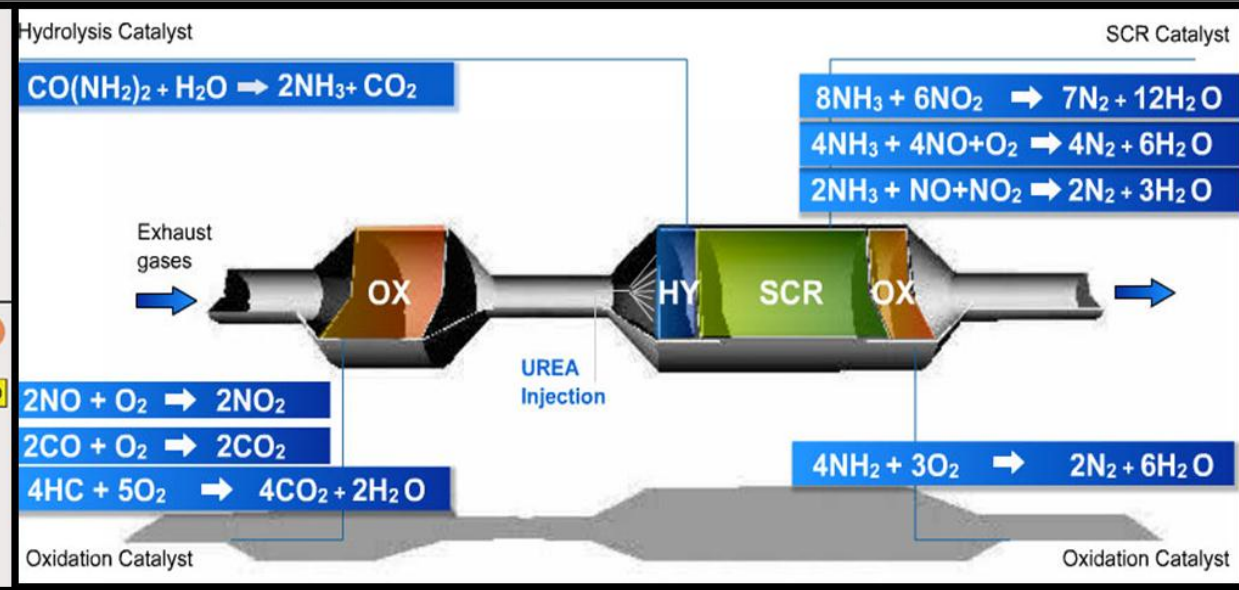 Hydrolysis Catalyst
SCR Catalyst
CO(NH₂)₂ + H₂O ➡ 2NH₃+ CO₂
8NH₃ + 6NO₂ ➡ 7N₂ + 12H₂O
4NH₃ + 4NO+O₂ ➡ 4N₂ + 6H₂O
2NH₃ + NO+NO₂ ➡ 2N₂ + 3H₂O
Exhaust
gases
OX
HY
SCR
OX
UREA
Injection
2NO + O₂ ➡ 2NO₂
2CO + O₂ ➡ 2CO₂
4HC + 5O₂ ➡ 4CO₂ + 2H₂O
4NH₂ + 3O₂ ➡ 2N₂ + 6H₂O
Oxidation Catalyst
Oxidation Catalyst